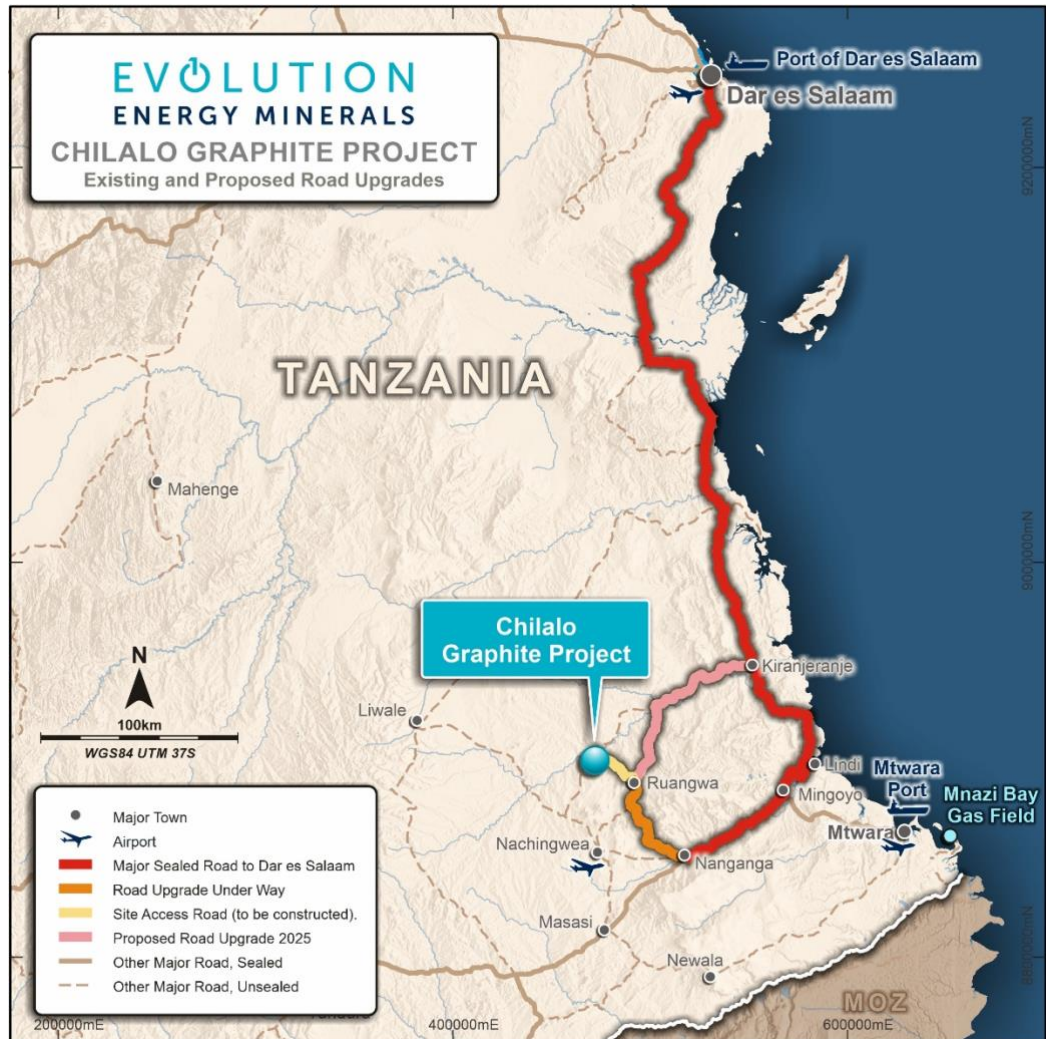 EVOLUTION
ENERGY MINERALS
CHILALO GRAPHITE PROJECT
Existing and Proposed Road Upgrades
Port of Dar es Salaam
Dar es Salaam
9200000mN
TANZANIA
Mahenge
9000000mN
Chilalo
Graphite Project
Kiranjeranje
N
100km
WGS84 UTM 37S
Liwale
Ruangwa
Lindi
Mingoyo
Mtwara
Port
Mnazi Bay
Gas Field
Mtwara
Nachingwea
Nanganga
Masasi
Newala
8800000mN
MOZ
Major Town
Airport
Major Sealed Road to Dar es Salaam
Road Upgrade Under Way
Site Access Road (to be constructed).
Proposed Road Upgrade 2025
Other Major Road, Sealed
Other Major Road, Unsealed
200000mE
400000mE
600000mE